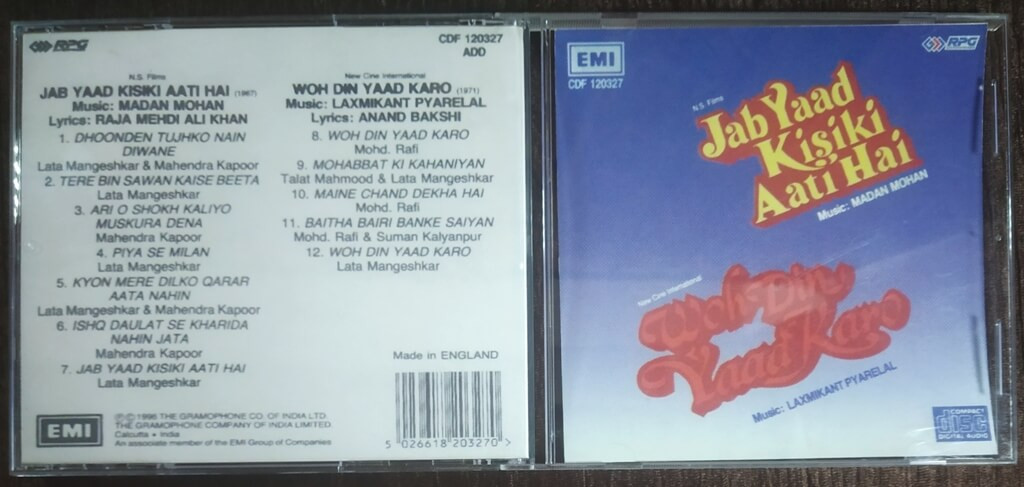 RPG
CDF 120327
ADD
N.S. Films
JAB YAAD KISIKI AATI HAI (1967)
Music: MADAN MOHAN
Lyrics: RAJA MEHDI ALI KHAN
1. DHOONDEN TUJHKO NAIN
DIWANE
Lata Mangeshkar & Mahendra Kapoor
2. TERE BIN SAWAN KAISE BEETA
Lata Mangeshkar
3. ARI O SHOKH KALIYO
MUSKURA DENA
Mahendra Kapoor
4. PIYA SE MILAN
Lata Mangeshkar
5. KYON MERE DILKO QARAR
AATA NAHIN
Lata Mangeshkar & Mahendra Kapoor
6. ISHQ DAULAT SE KHARIDA
NAHIN JATA
Mahendra Kapoor
7. JAB YAAD KISIKI AATI HAI
Lata Mangeshkar
New Cine International
WOH DIN YAAD KARO (1971)
Music: LAXMIKANT PYARELAL
Lyrics: ANAND BAKSHI
8. WOH DIN YAAD KARO
Mohd. Rafi
9. MOHABBAT KI KAHANIYAN
Talat Mahmood & Lata Mangeshkar
10. MAINE CHAND DEKHA HAI
Mohd. Rafi
11. BAITHA BAIRI BANKE SAIYAN
Mohd. Rafi & Suman Kalyanpur
12. WOH DIN YAAD KARO
Lata Mangeshkar
Made in ENGLAND
5 026618 203270 >
EMI
℗© 1996 THE GRAMOPHONE CO. OF INDIA LTD.
THE GRAMOPHONE COMPANY OF INDIA LIMITED
Calcutta • India
An associate member of the EMI Group of Companies
EMI
CDF 120327
RPG
N.S. Films
Jab Yaad
Kisiki
Aati Hai
Music: MADAN MOHAN
New Cine International
Woh Din
Yaad Karo
Music: LAXMIKANT PYARELAL
COMPACT
disc
DIGITAL AUDIO